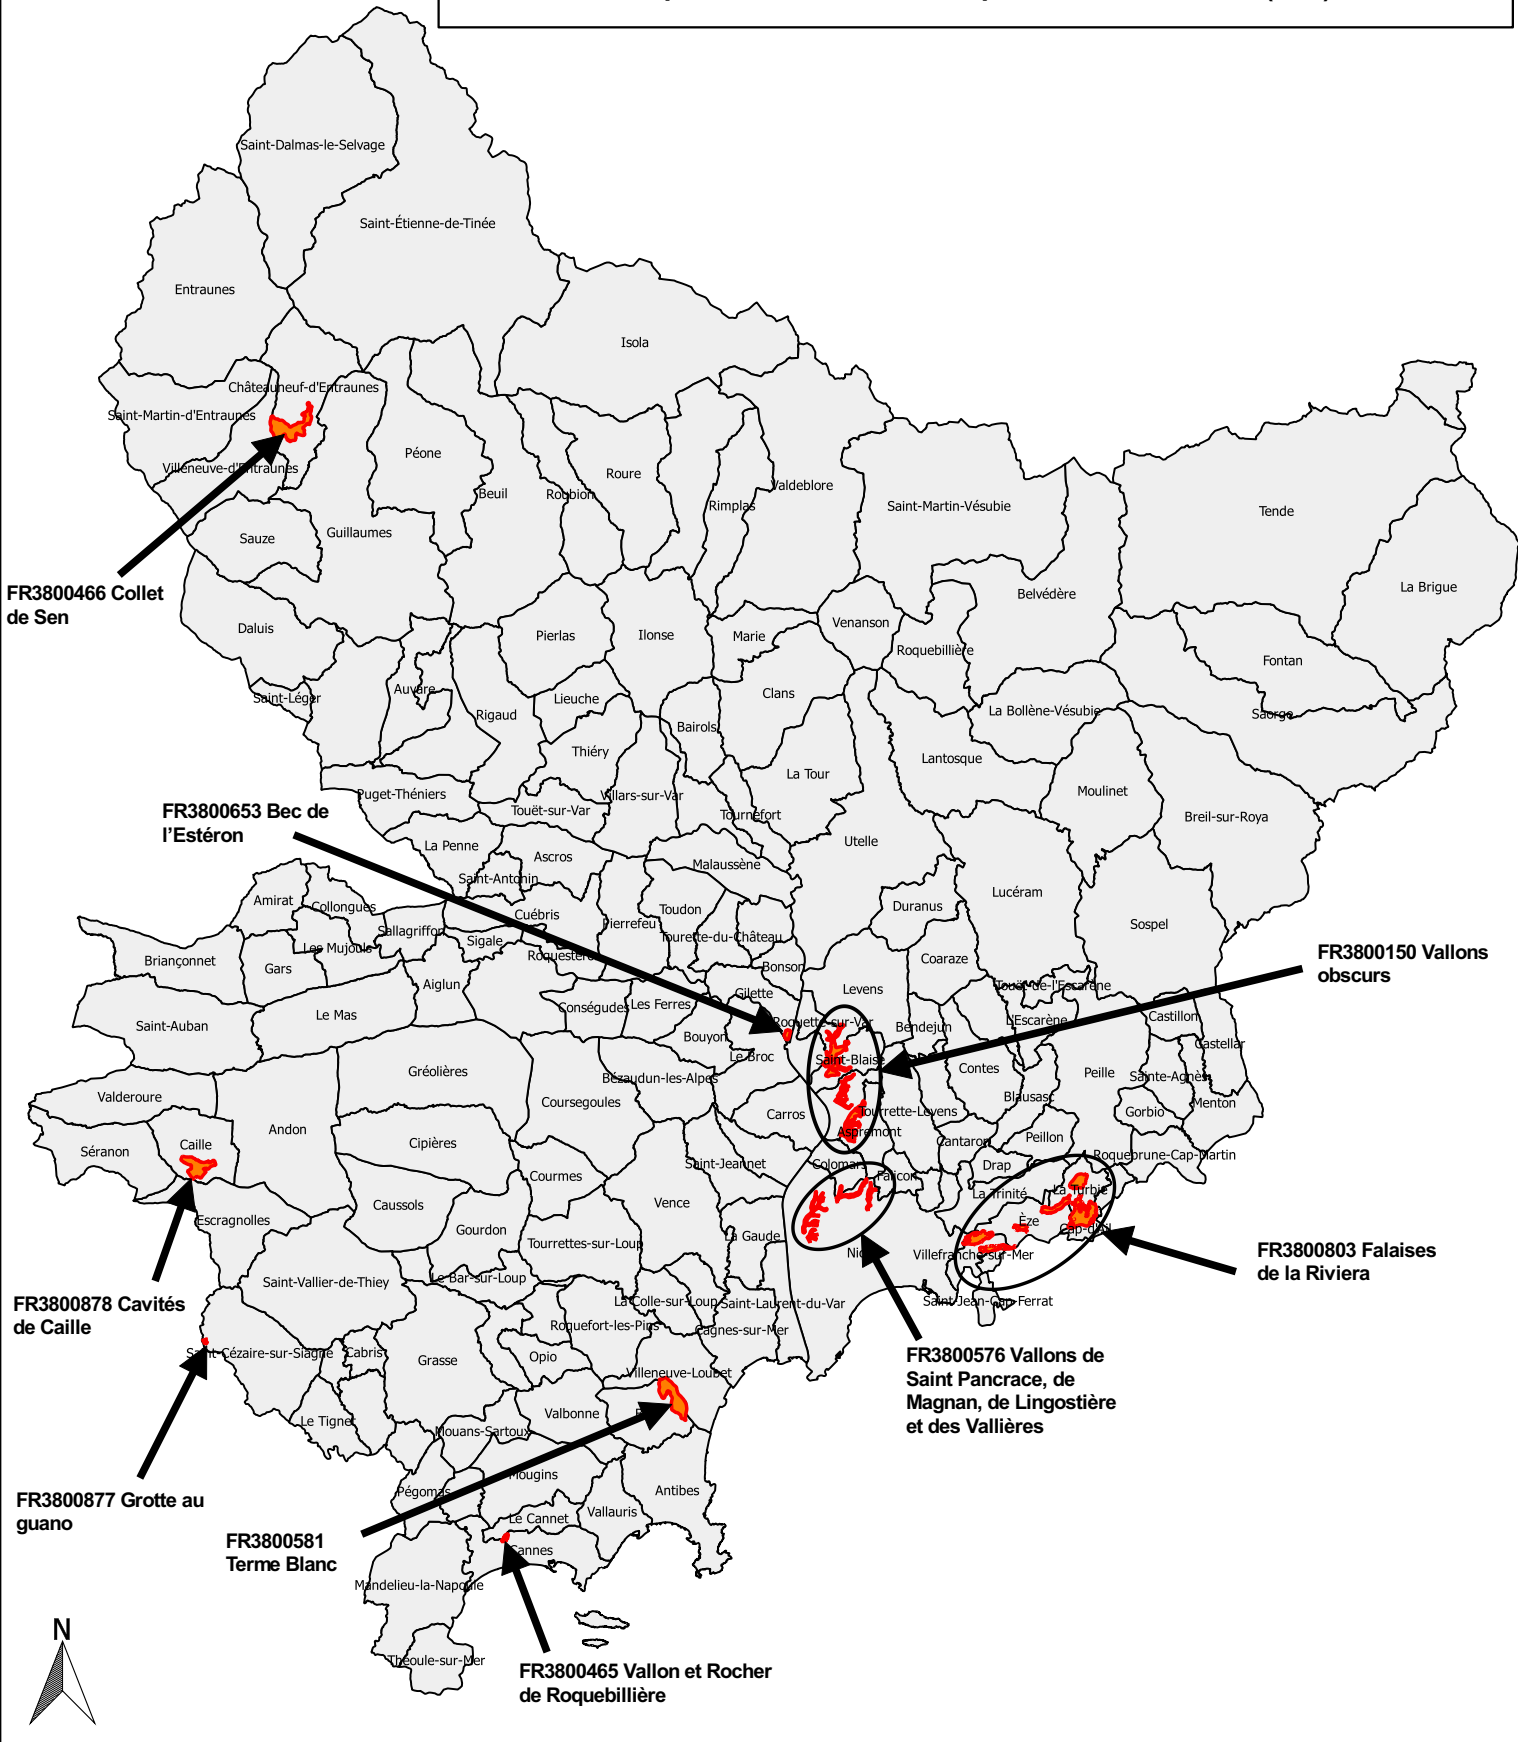 Saint-Dalmas-le-Selvage
Saint-Étienne-de-Tinée
Entraunes
Isola
Châteauneuf-d'Entraunes
Saint-Martin-d'Entraunes
Péone
Villeneuve-d'Entraunes
Roure
Valdeblore
Beuil
Roubion
Rimplas
Saint-Martin-Vésubie
Tende
Guillaumes
Sauze
FR3800466 Collet
de Sen
La Brigue
Belvédère
Daluis
Pierlas
Ilonse
Marie
Venanson
Roquebillière
Fontan
Auvare
Saint-Léger
Lieuche
Clans
La Bollène-Vésubie
Saorge
Rigaud
Bairols
Thiéry
Lantosque
La Tour
Puget-Théniers
Villars-sur-Var
Moulinet
FR3800653 Bec de
l'Estéron
Touët-sur-Var
Tournefort
Breil-sur-Roya
La Penne
Utelle
Ascros
Malaussène
Saint-Antonin
Lucéram
Amirat
Collongues
Cuébris
Toudon
Duranus
Pierrefeu
Sospel
Sallagriffon
Sigale
Tourette-du-Château
Les Mujouls
Briançonnet
Gars
Roquestéron
Bonson
Coaraze
FR3800150 Vallons
obscurs
Aiglun
Gilette
Levens
Touët-de-l'Escarène
Conségudes
Les Ferres
Le Mas
Saint-Auban
Roquette-sur-Var
Bendejun
L'Escarène
Castillon
Bouyon
Le Broc
Saint-Blaise
Castellar
Gréolières
Bézaudun-les-Alpes
Contes
Peille
Sainte-Agnès
Valderoure
Coursegoules
Blausasc
Menton
Carros
Tourrette-Levens
Gorbio
Andon
Aspremont
Cantaron
Peillon
Caille
Cipières
Séranon
Roquebrune-Cap-Martin
Saint-Jeannet
Colomars
Falicon
Drap
Courmes
La Trinité
La Turbie
Caussols
Vence
Escragnolles
Gourdon
Èze
Cap-d'Ail
La Gaude
Tourrettes-sur-Loup
Nice
Villefranche-sur-Mer
FR3800803 Falaises
de la Riviera
Saint-Vallier-de-Thiey
Le Bar-sur-Loup
FR3800878 Cavités
de Caille
La Colle-sur-Loup
Saint-Laurent-du-Var
Saint-Jean-Cap-Ferrat
Roquefort-les-Pins
Cagnes-sur-Mer
Saint-Cézaire-sur-Siagne
Cabris
Grasse
Opio
FR3800576 Vallons de
Saint Pancrace, de
Magnan, de Lingostière
et des Vallières
Villeneuve-Loubet
Valbonne
Le Tignet
Mouans-Sartoux
Mougins
Pégomas
Antibes
FR3800877 Grotte au
guano
Le Cannet
Vallauris
FR3800581
Terme Blanc
Cannes
Mandelieu-la-Napoule
N
Théoule-sur-Mer
FR3800465 Vallon et Rocher
de Roquebillière